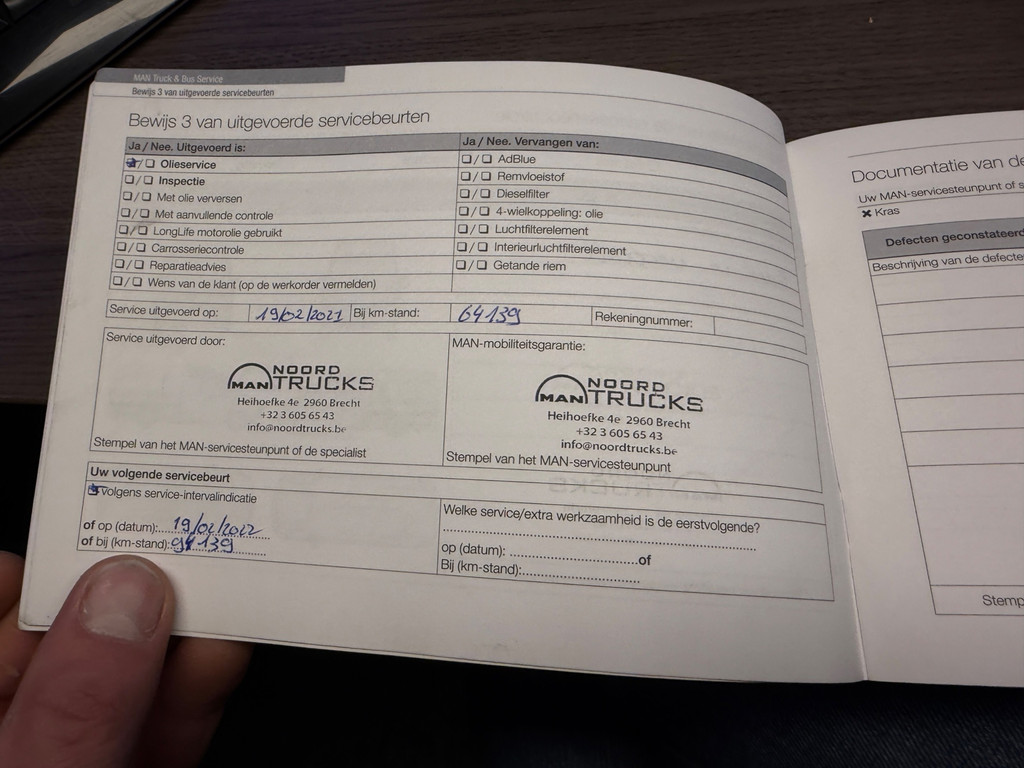 MAN Truck & Bus Service
Bewijs 3 van uitgevoerde servicebeurten
Bewijs 3 van uitgevoerde servicebeurten
Ja / Nee. Uitgevoerd is:
Ja / Nee. Vervangen van:
❏ / ❏ Olieservice
❏ / ❏ AdBlue
❏ / ❏ Inspectie
❏ / ❏ Remvloeistof
❏ / ❏ Met olie verversen
❏ / ❏ Dieselfilter
❏ / ❏ Met aanvullende controle
❏ / ❏ 4-wielkoppeling: olie
❏ / ❏ LongLife motorolie gebruikt
❏ / ❏ Luchtfilterelement
❏ / ❏ Carrosseriecontrole
❏ / ❏ Interieurluchtfilterelement
❏ / ❏ Reparatieadvies
❏ / ❏ Getande riem
❏ / ❏ Wens van de klant (op de werkorder vermelden)
Service uitgevoerd op: 19/02/2021 Bij km-stand: 64139 Rekeningnummer:
Service uitgevoerd door:
NOORD
MAN TRUCKS
Heihoefke 4e 2960 Brecht
+32 3 605 65 43
info@noordtrucks.be
Stempel van het MAN-servicesteunpunt of de specialist
MAN-mobiliteitsgarantie:
NOORD
MAN TRUCKS
Heihoefke 4e 2960 Brecht
+32 3 605 65 43
info@noordtrucks.be
Stempel van het MAN-servicesteunpunt
Uw volgende servicebeurt
Volgens service-intervalindicatie
of op (datum):19/02/2022
of bij (km-stand):94139
Welke service/extra werkzaamheid is de eerstvolgende?
op (datum): ........................of
Bij (km-stand):........................
Documentatie van de
Uw MAN-servicesteunpunt of s
✖ Kras
Defecten geconstateerd
Beschrijving van de defecte
Stemp